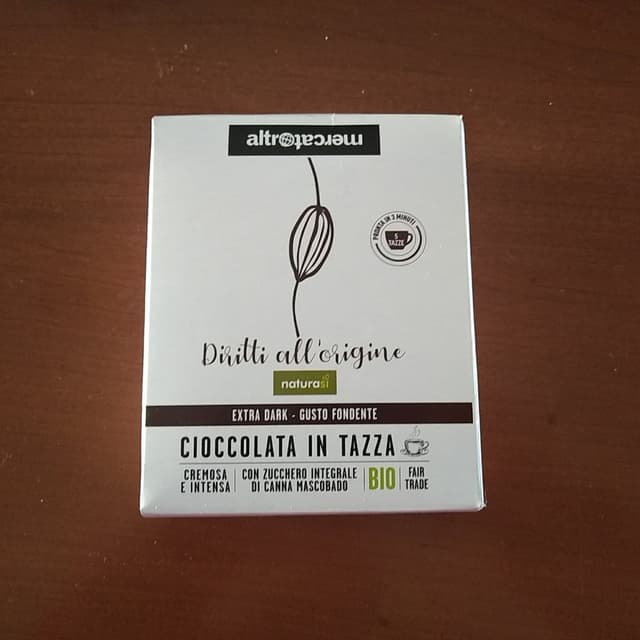 altromercato
PRONTA IN 3 MINUTI
5
TAZZE
Diritti all'origine
naturasì
EXTRA DARK - GUSTO FONDENTE
CIOCCOLATA IN TAZZA
CREMOSA
E INTENSA
CON ZUCCHERO INTEGRALE
DI CANNA MASCOBADO
BIO
FAIR
TRADE